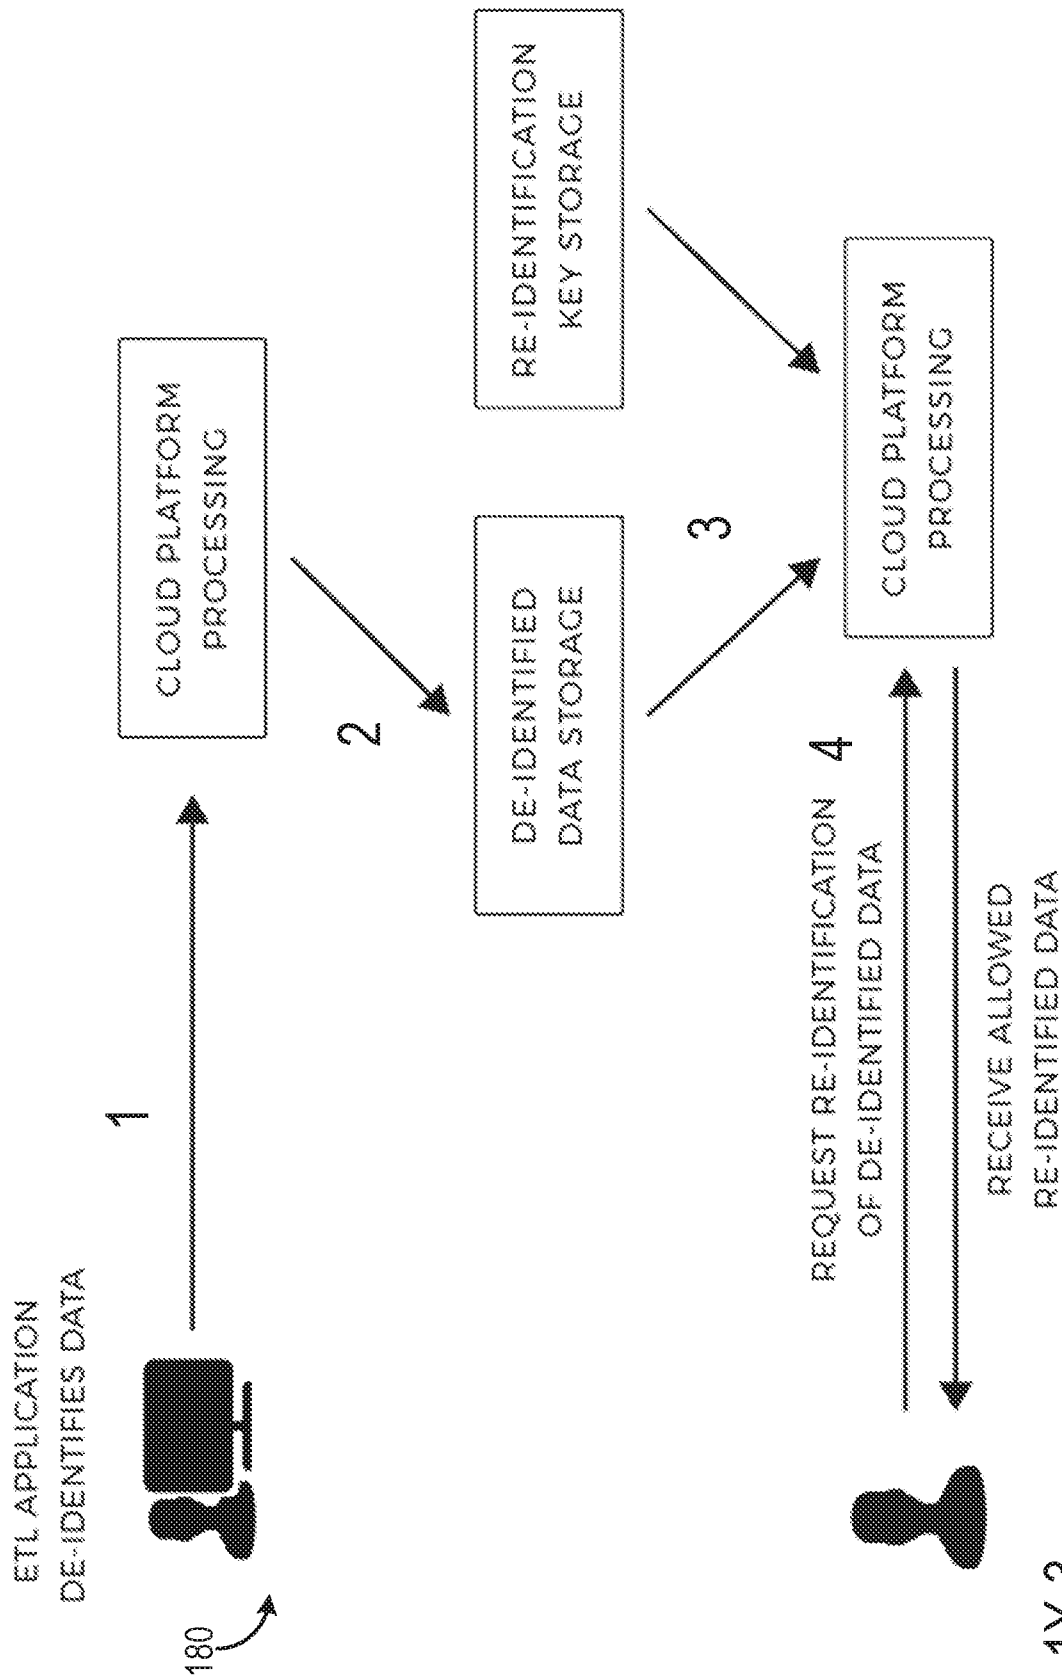 ETL APPLICATION
DE-IDENTIFIES DATA
180
1
CLOUD PLATFORM
PROCESSING
2
DE-IDENTIFIED
DATA STORAGE
RE-IDENTIFICATION
KEY STORAGE
3
REQUEST RE-IDENTIFICATION
OF DE-IDENTIFIED DATA
4
CLOUD PLATFORM
PROCESSING
RECEIVE ALLOWED
RE-IDENTIFIED DATA